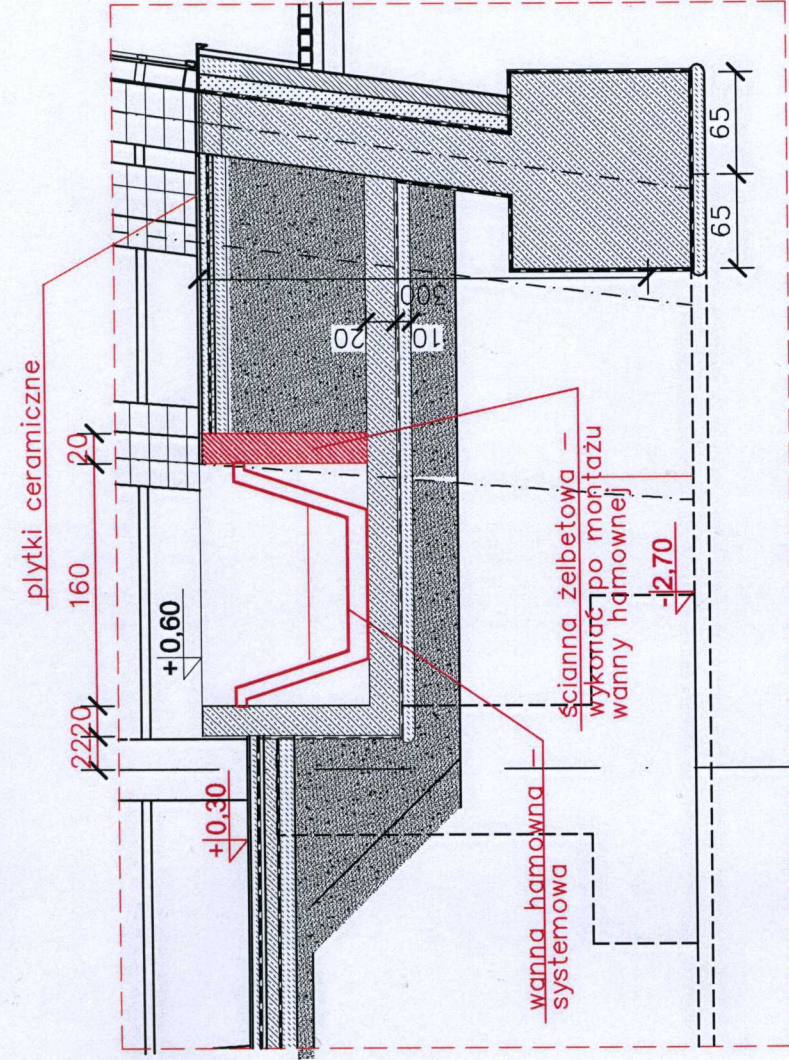 płytki ceramiczne
20
160
20
22
+0,60
+0,30
300
20
10
65
65
ścianna żelbetowa –
wykonać po montażu
wanny hamownej
-2,70
wanna hamowna –
systemowa